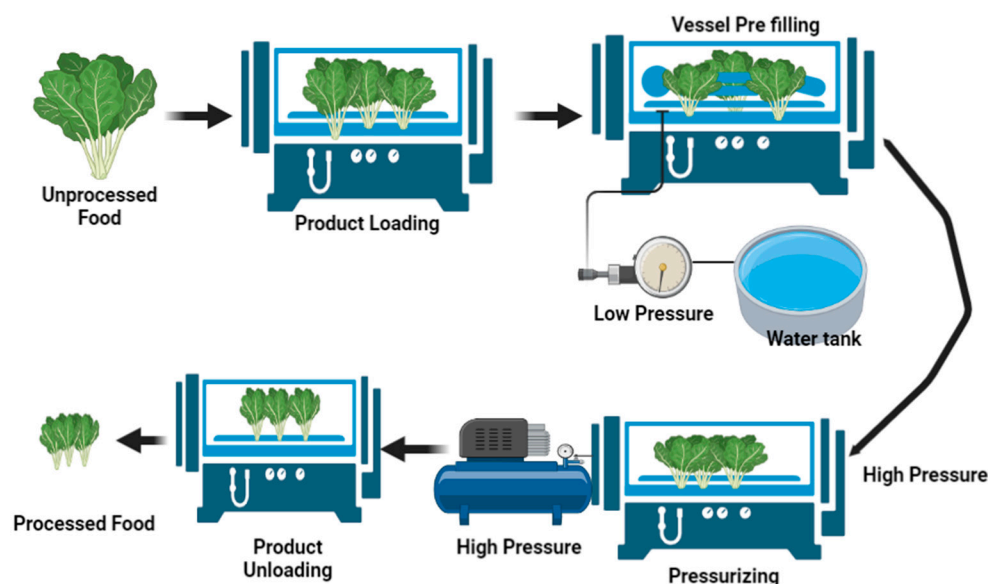 Vessel Pre filling
Unprocessed
Food
Product Loading
Low Pressure
Water tank
High Pressure
Processed Food
Product
Unloading
High Pressure
Pressurizing